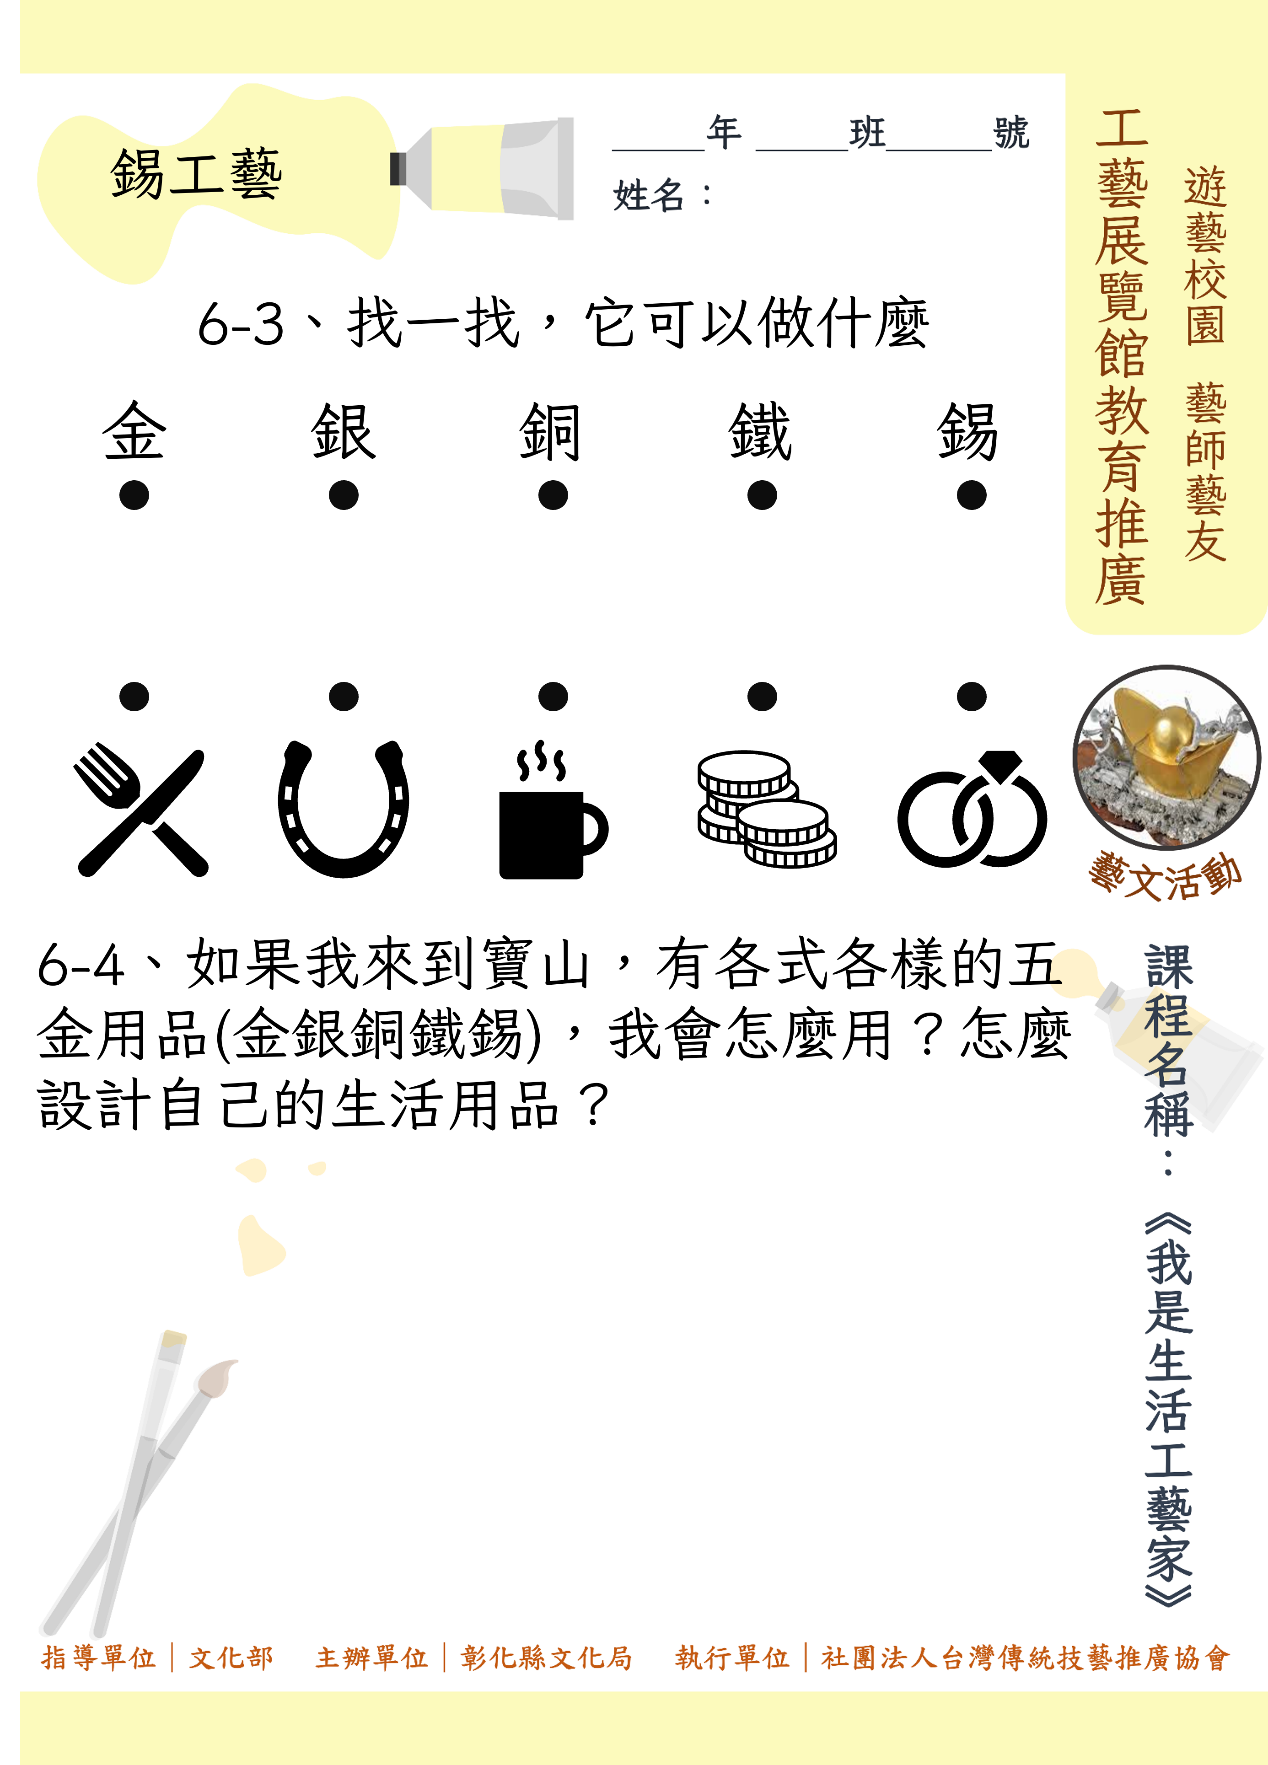 錫工藝
_____年 _____班______號
姓名：
6-3、找一找，它可以做什麼
金 銀 銅 鐵 錫
6-4、如果我來到寶山，有各式各樣的五
金用品(金銀銅鐵錫)，我會怎麼用？怎麼
設計自己的生活用品？
遊藝校園 藝師藝友
工藝展覽館教育推廣
藝文活動
課程名稱：《我是生活工藝家》
指導單位｜文化部 主辦單位｜彰化縣文化局 執行單位｜社團法人台灣傳統技藝推廣協會